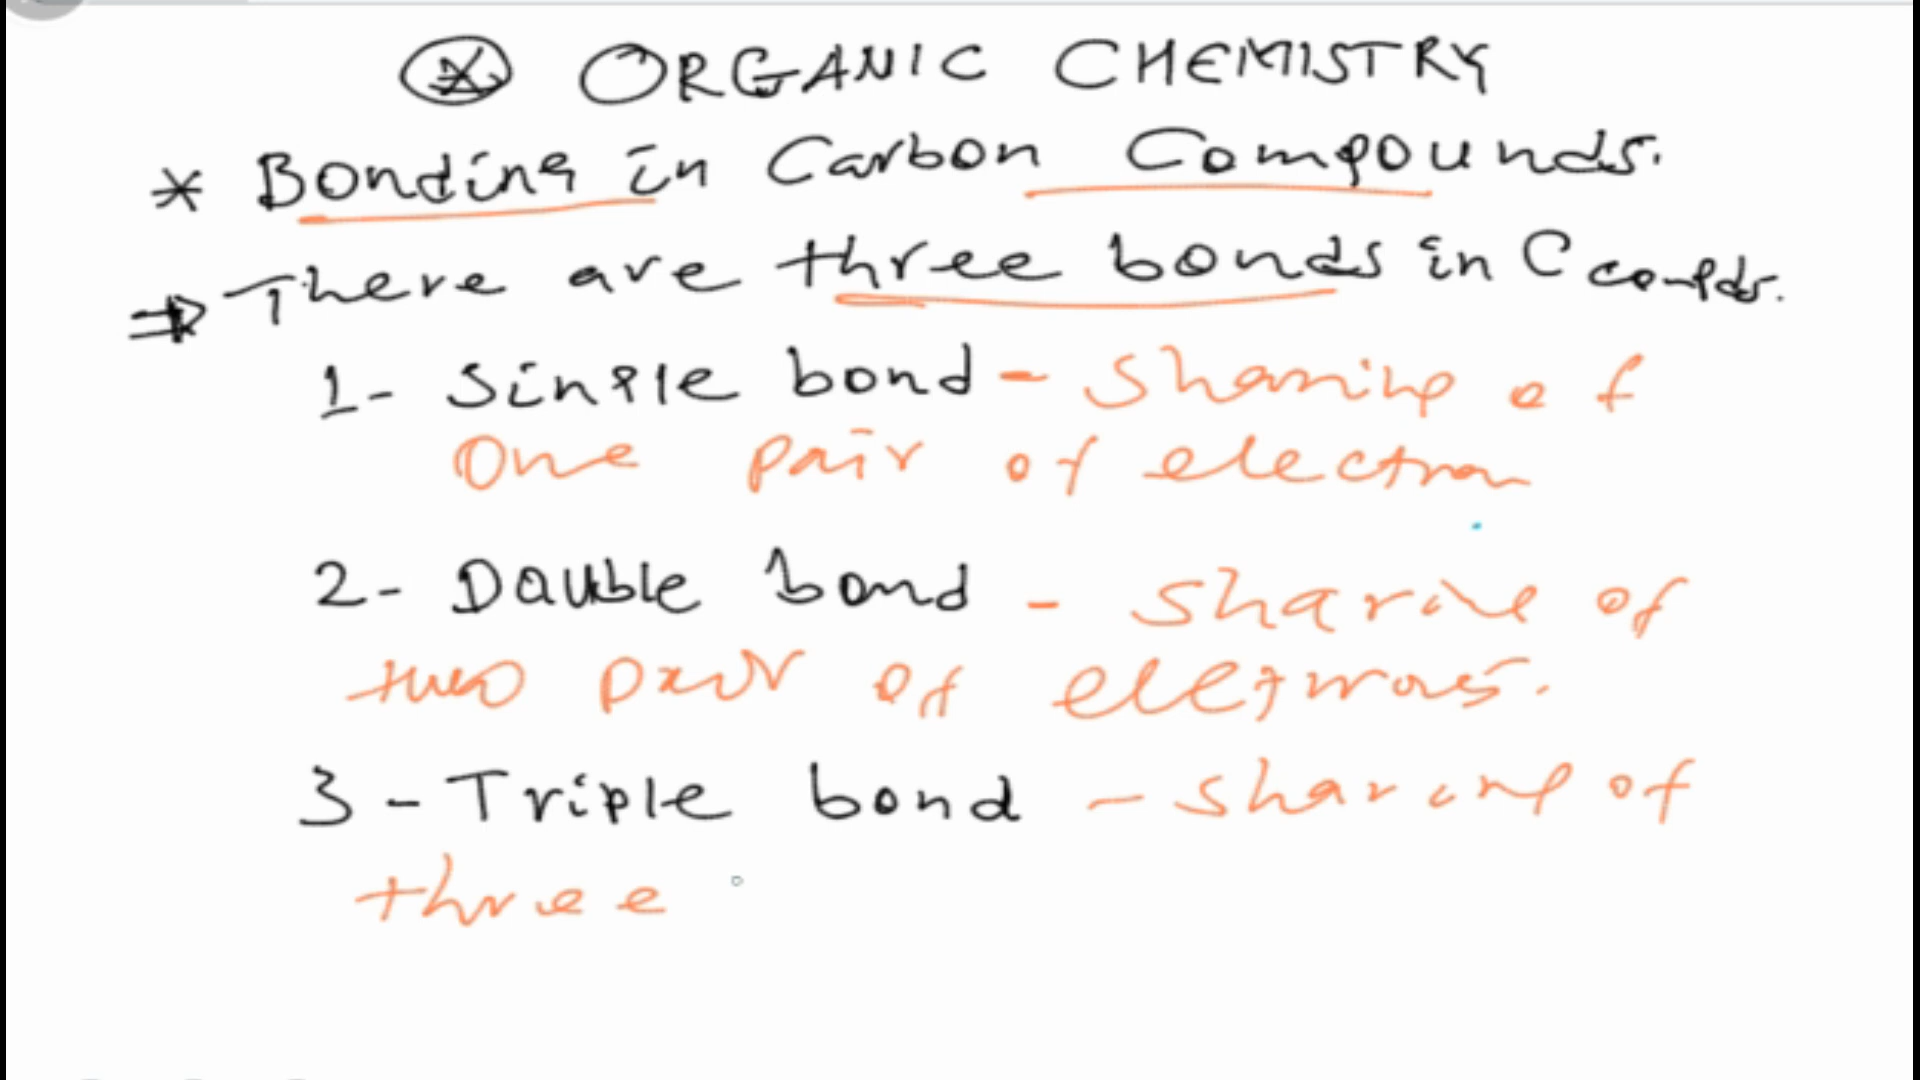 ORGANIC CHEMISTRY
* Bonding in Carbon Compounds.
⇒ There are three bonds in C compds.
1- Single bond - Sharing of
One pair of electron
2- Double bond - Sharing of
two pair of electrons.
3- Triple bond - sharing of
three